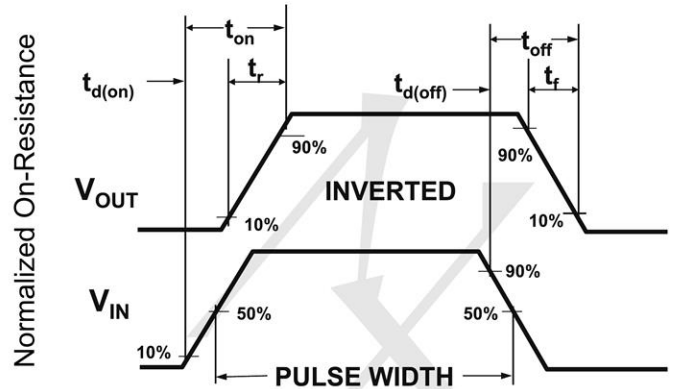 Normalized On-Resistance
ton
toff
td(on)
tr
td(off)
tf
90%
90%
VOUT
INVERTED
10%
10%
90%
VIN
50%
50%
10%
PULSE WIDTH